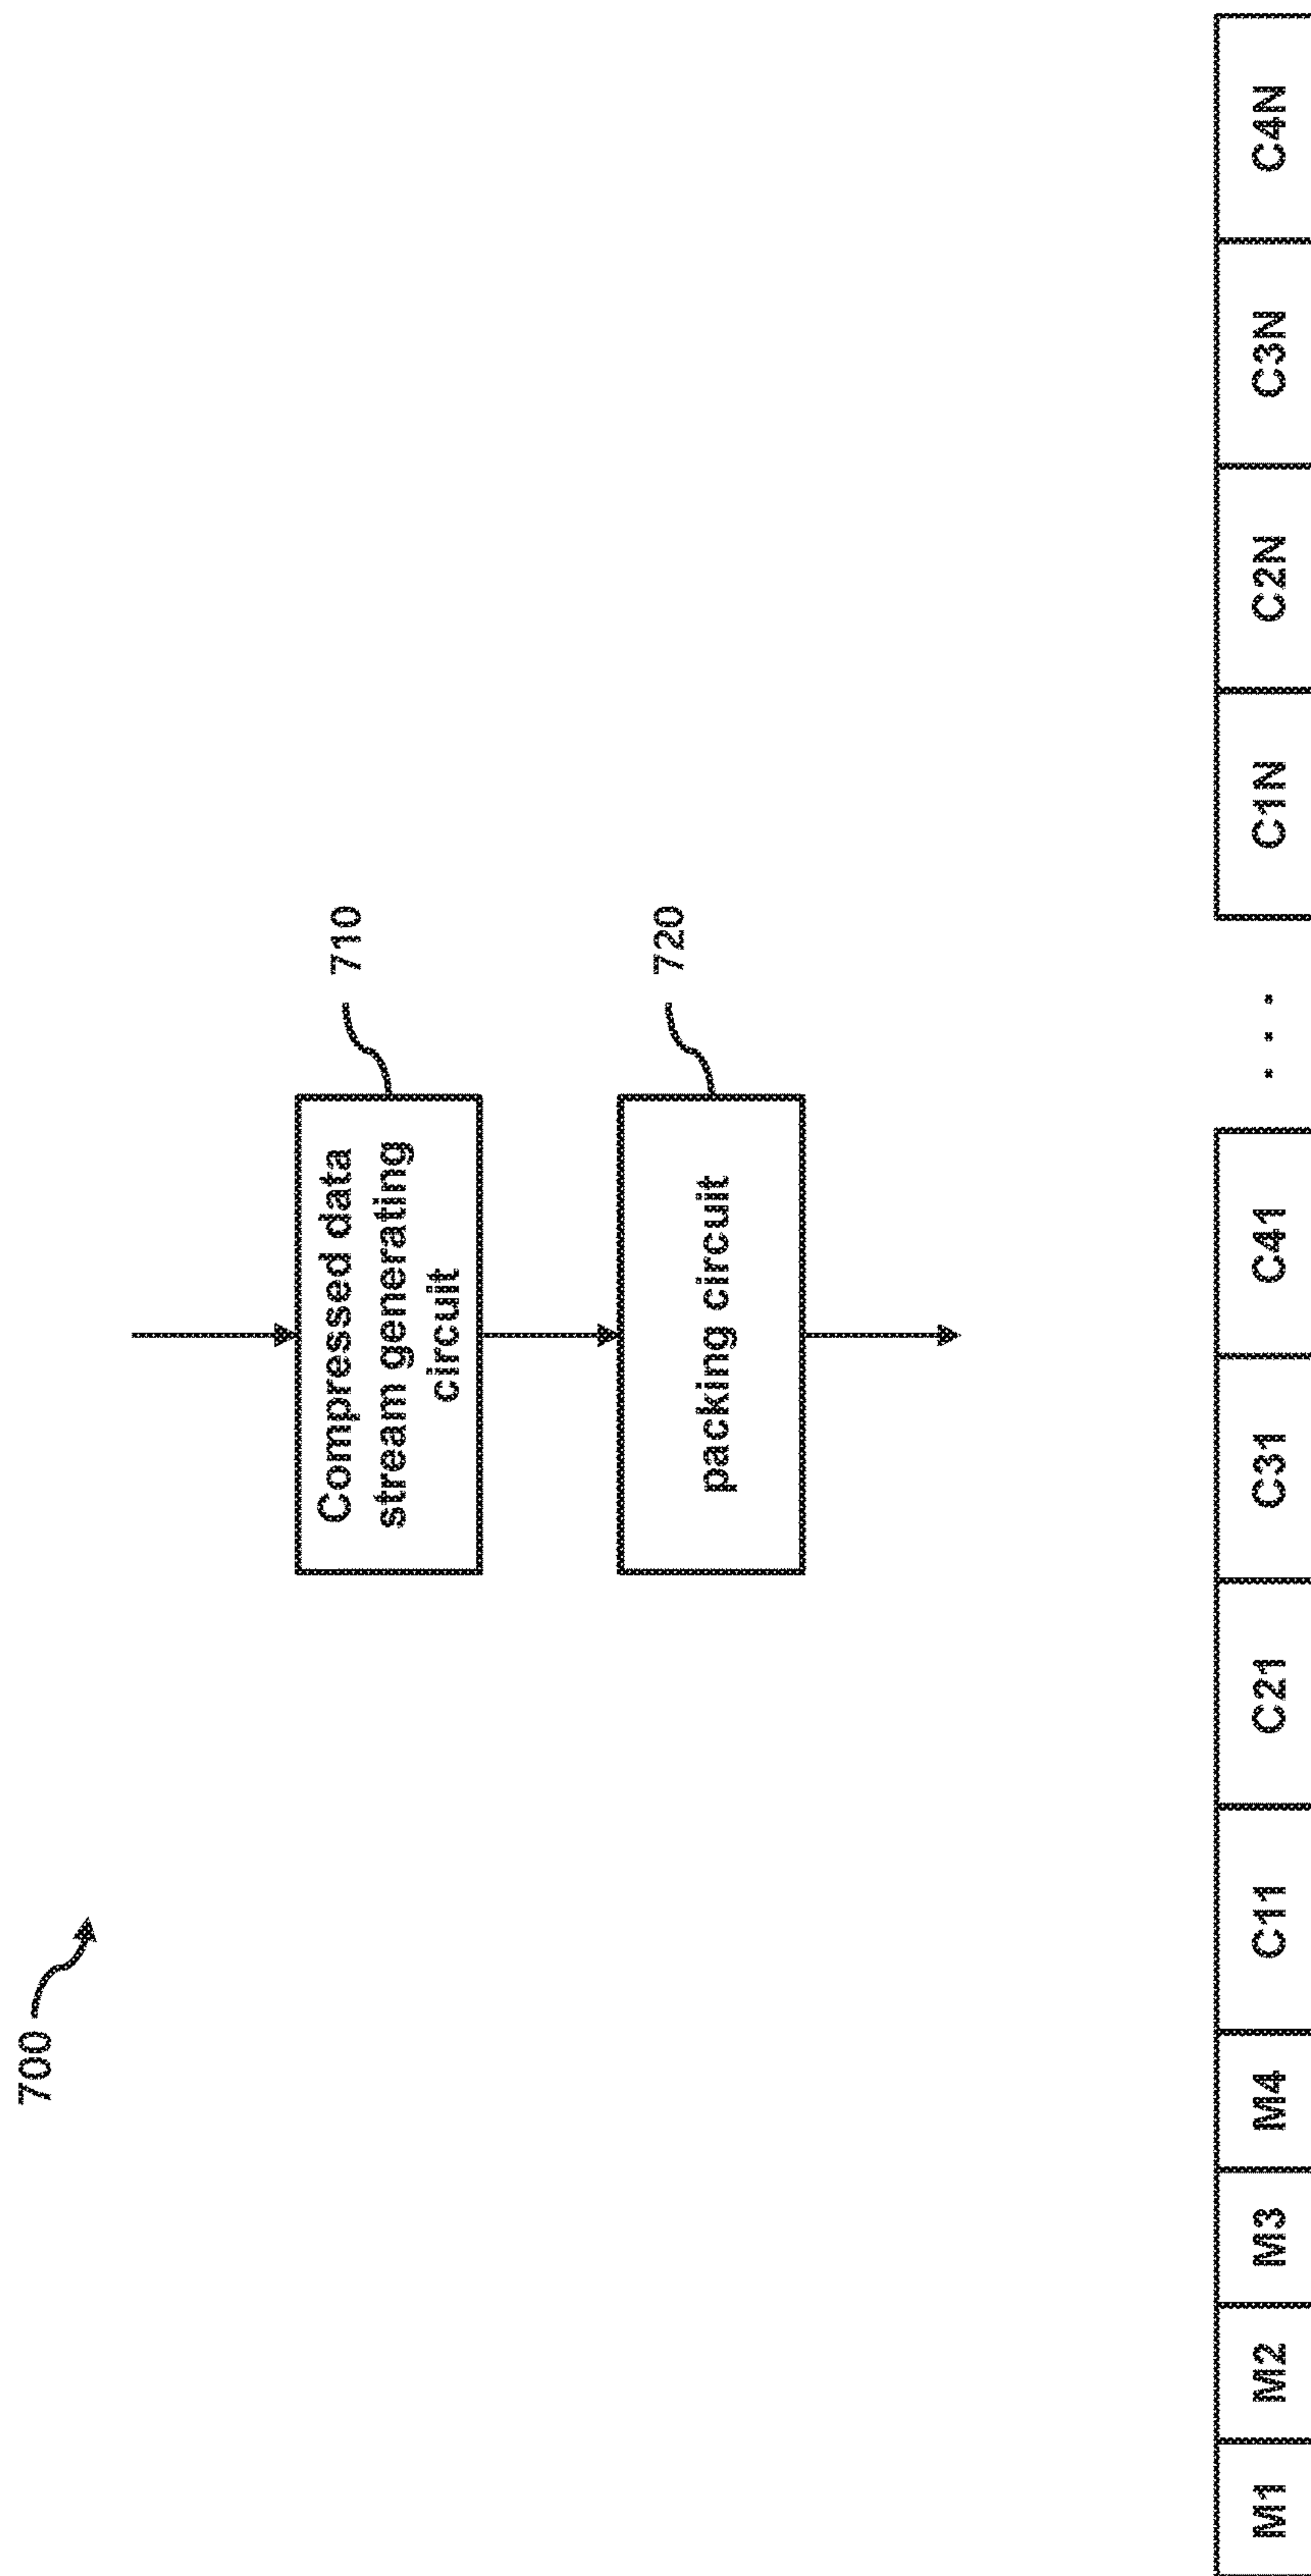 700
Compressed data
stream generating
circuit
710
packing circuit
720
M1 M2 M3 M4 C11 C21 C31 C41 . . . C1N C2N C3N C4N